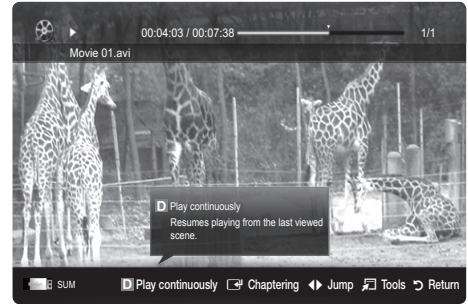 00:04:03 / 00:07:38 1/1
Movie 01.avi
D Play continuously
Resumes playing from the last viewed
scene.
SUM D Play continuously Chaptering Jump Tools Return